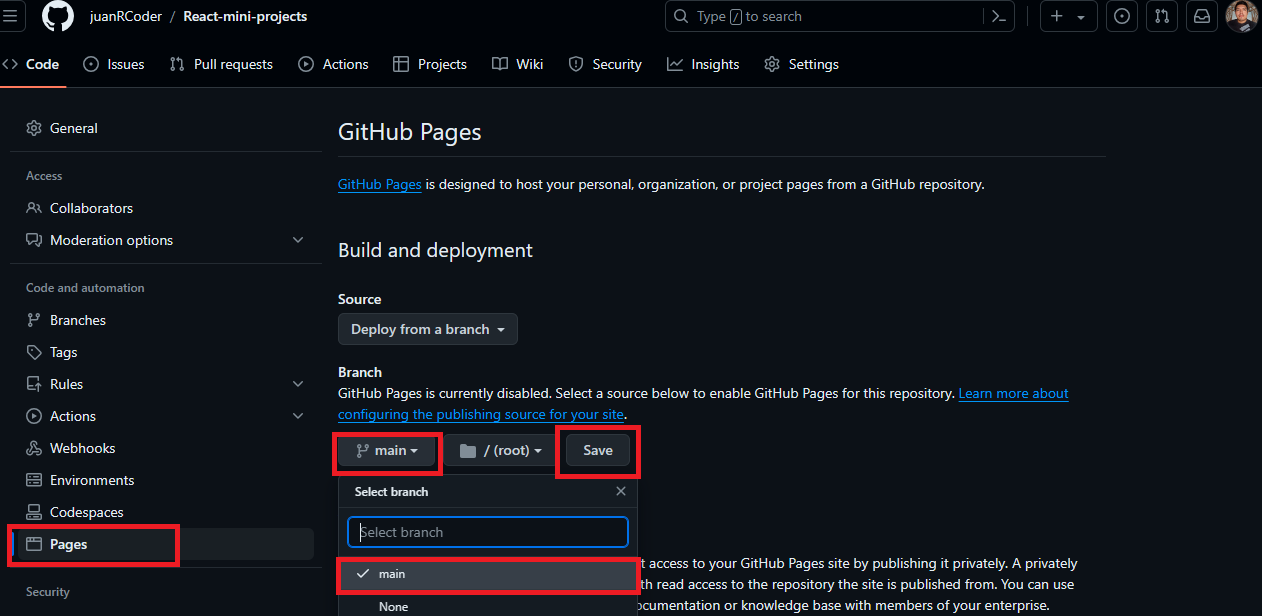 juanRCoder / React-mini-projects
Type / to search
Code Issues Pull requests Actions Projects Wiki Security Insights Settings
General
Access
Collaborators
Moderation options
Code and automation
Branches
Tags
Rules
Actions
Webhooks
Environments
Codespaces
Pages
Security
GitHub Pages
GitHub Pages is designed to host your personal, organization, or project pages from a GitHub repository.
Build and deployment
Source
Deploy from a branch
Branch
GitHub Pages is currently disabled. Select a source below to enable GitHub Pages for this repository. Learn more about
configuring the publishing source for your site.
main / (root) Save
Select branch
Select branch
main
None
access to your GitHub Pages site by publishing it privately. A privately
read access to the repository the site is published from. You can use
or knowledge base with members of your enterprise.